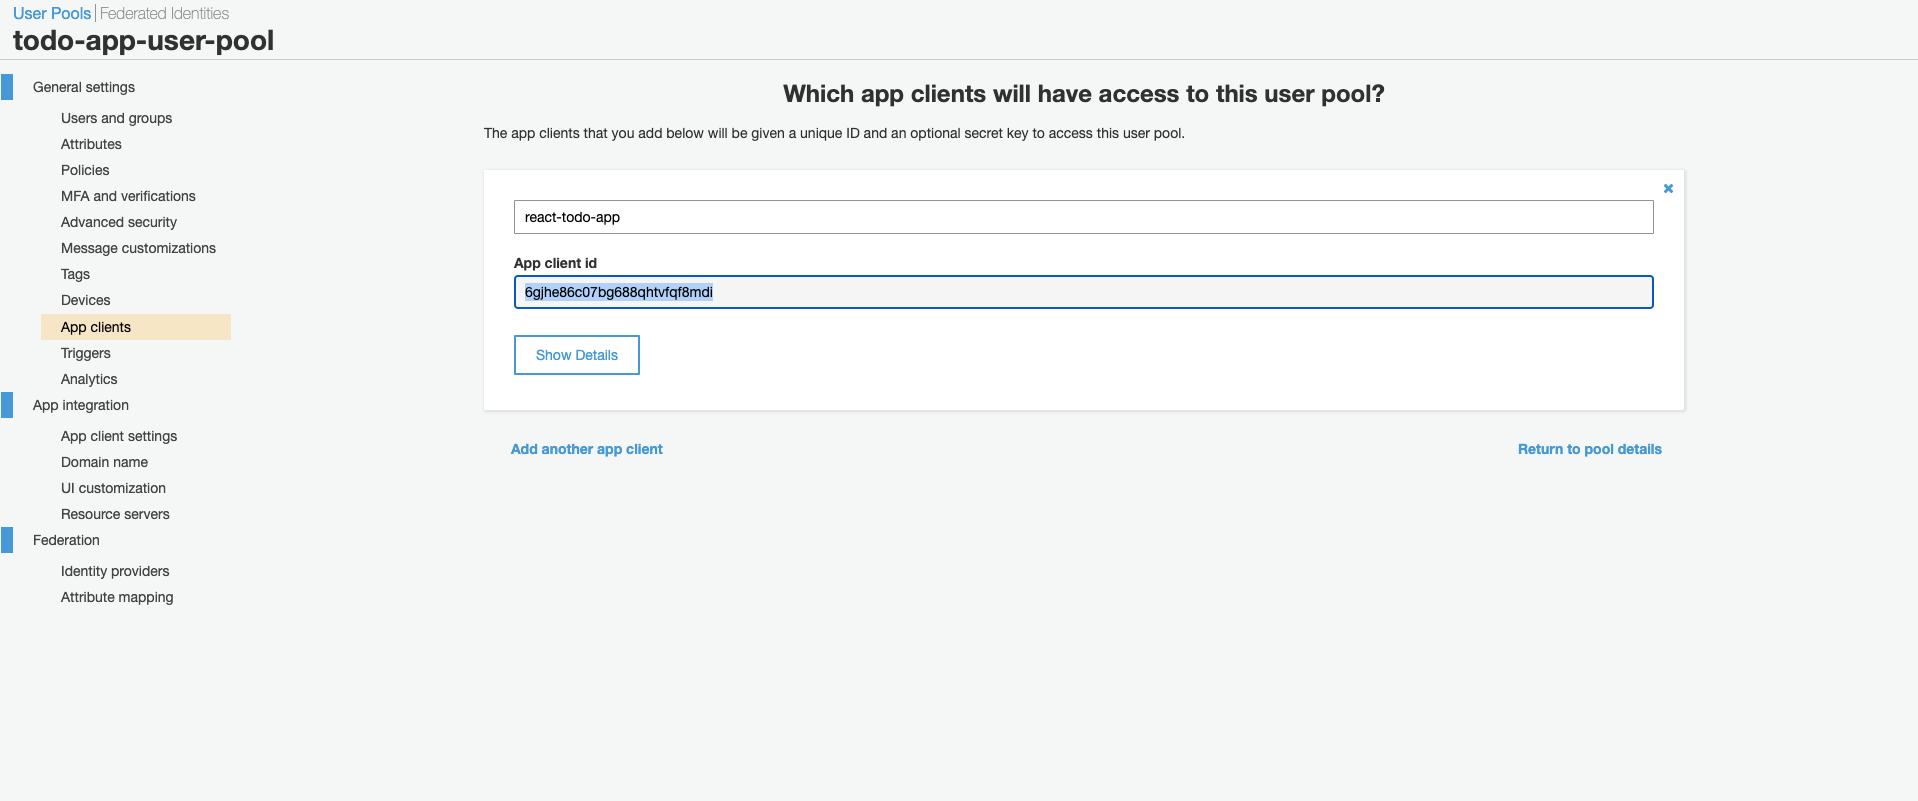 User Pools | Federated Identities
todo-app-user-pool
General settings
Users and groups
Attributes
Policies
MFA and verifications
Advanced security
Message customizations
Tags
Devices
App clients
Triggers
Analytics
App integration
App client settings
Domain name
UI customization
Resource servers
Federation
Identity providers
Attribute mapping
Which app clients will have access to this user pool?
The app clients that you add below will be given a unique ID and an optional secret key to access this user pool.
react-todo-app
App client id
6gjhe86c07bg688qhtvfqf8mdi
Show Details
Add another app client
Return to pool details